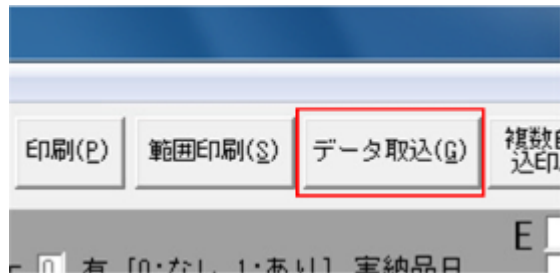 印刷(P)
範囲印刷(S)
データ取込(G)
複数
込印
E
0 有 [0:なし 1:あり] 実納品日